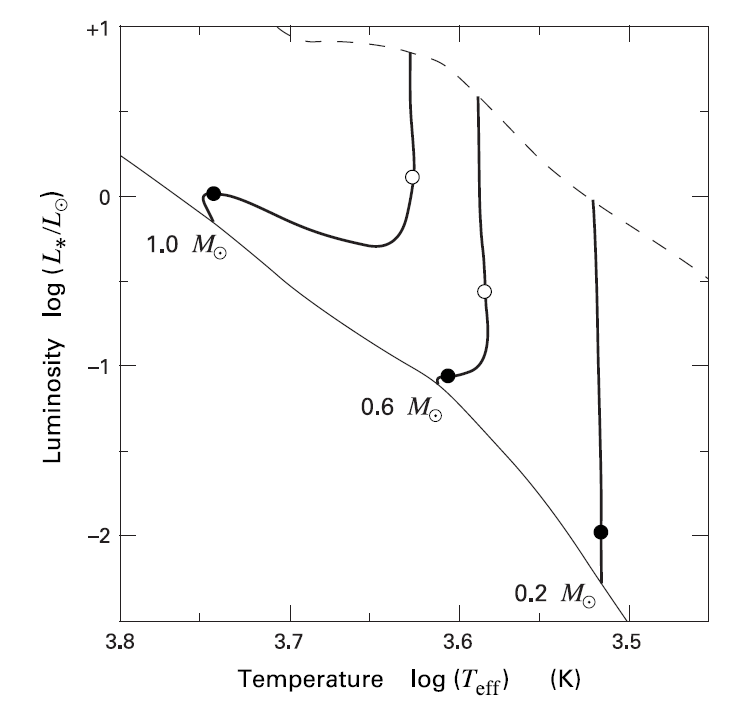 +1
0
−1
−2
Luminosity log (L*/L⊙)
1.0 M⊙
0.6 M⊙
0.2 M⊙
3.8 3.7 3.6 3.5
Temperature log (Teff) (K)